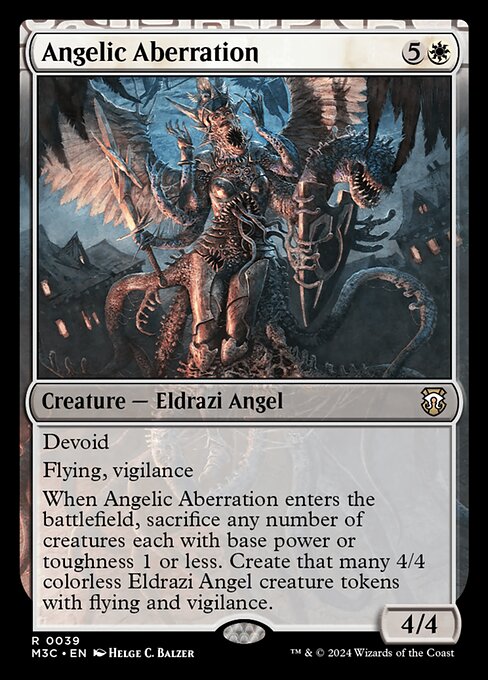 Angelic Aberration 5
Creature — Eldrazi Angel
Devoid
Flying, vigilance
When Angelic Aberration enters the
battlefield, sacrifice any number of
creatures each with base power or
toughness 1 or less. Create that many 4/4
colorless Eldrazi Angel creature tokens
with flying and vigilance.
4/4
R 0039
M3C • EN HELGE C. BALZER ™ & © 2024 Wizards of the Coast